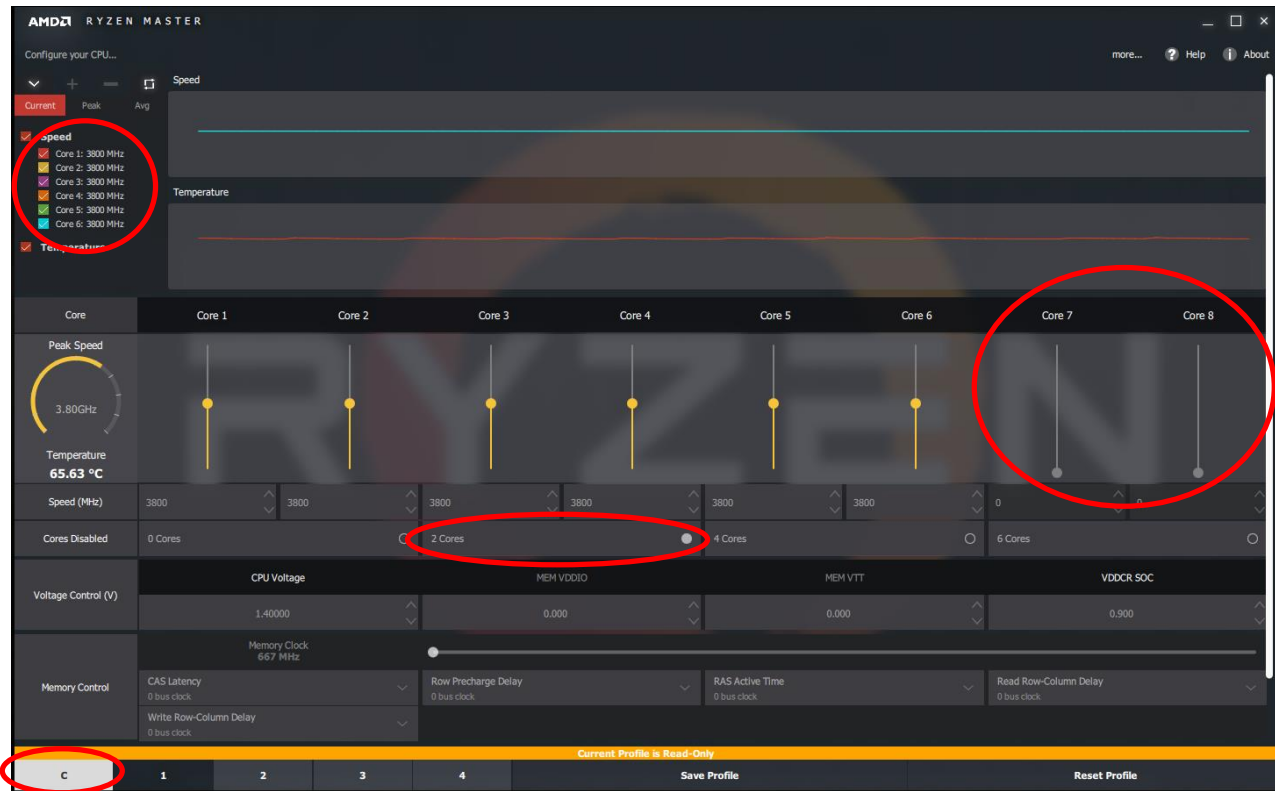 AMD RYZEN MASTER
Configure your CPU...
more... ? Help i About
Current Peak Avg
Speed
Speed
Core 1: 3800 MHz
Core 2: 3800 MHz
Core 3: 3800 MHz
Core 4: 3800 MHz
Core 5: 3800 MHz
Core 6: 3800 MHz
Temperature
Temperature
Core Core 1 Core 2 Core 3 Core 4 Core 5 Core 6 Core 7 Core 8
Peak Speed
3.80GHz
Temperature
65.63 °C
RYZEN
Speed (MHz) 3800 3800 3800 3800 3800 3800 0 0
Cores Disabled 0 Cores 2 Cores 4 Cores 6 Cores
Voltage Control (V) CPU Voltage MEM VDDIO MEM VTT VDDCR SOC
1.40000 0.000 0.000 0.900
Memory Control
Memory Clock
667 MHz
CAS Latency Row Precharge Delay RAS Active Time Read Row-Column Delay
0 bus clock 0 bus clock 0 bus clock 0 bus clock
Write Row-Column Delay
0 bus clock
Current Profile is Read-Only
C 1 2 3 4 Save Profile Reset Profile